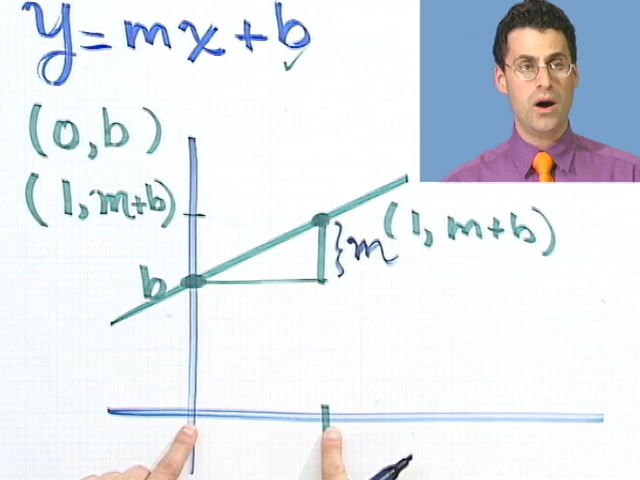 y = mx + b
(0, b)
(1, m+b)
(1, m+b)
} m
b